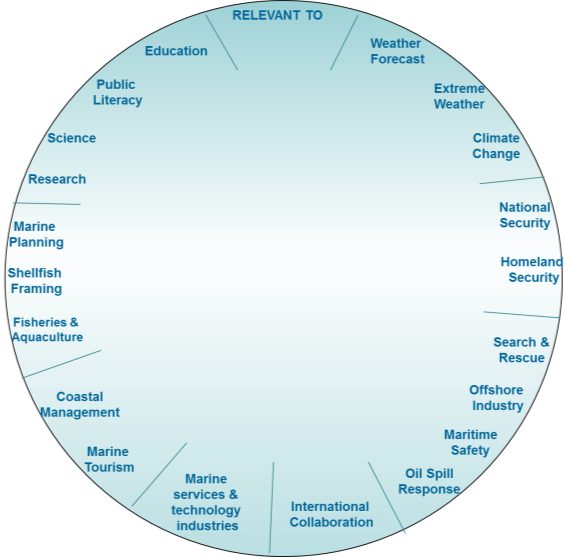 RELEVANT TO
Weather
Forecast
Extreme
Weather
Climate
Change
National
Security
Homeland
Security
Search &
Rescue
Offshore
Industry
Maritime
Safety
Oil Spill
Response
International
Collaboration
Marine
services &
technology
industries
Marine
Tourism
Coastal
Management
Fisheries &
Aquaculture
Shellfish
Framing
Marine
Planning
Research
Science
Public
Literacy
Education